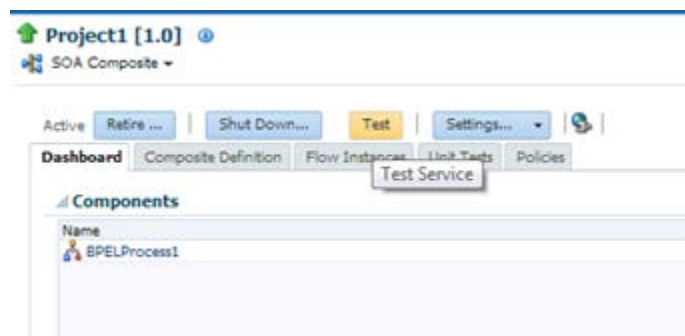 Project1 [1.0]
SOA Composite
Active Retire ... Shut Down... Test Settings...
Dashboard Composite Definition Flow Instances Unit Tests Policies
Test Service
Components
Name
BPELProcess1